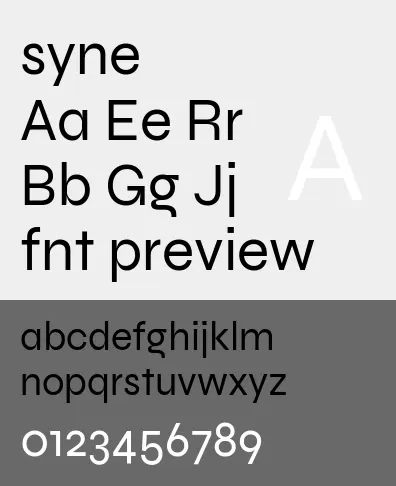 syne
Aa Ee Rr
Bb Gg Jj
A
fnt preview
abcdefghijklm
nopqrstuvwxyz
0123456789